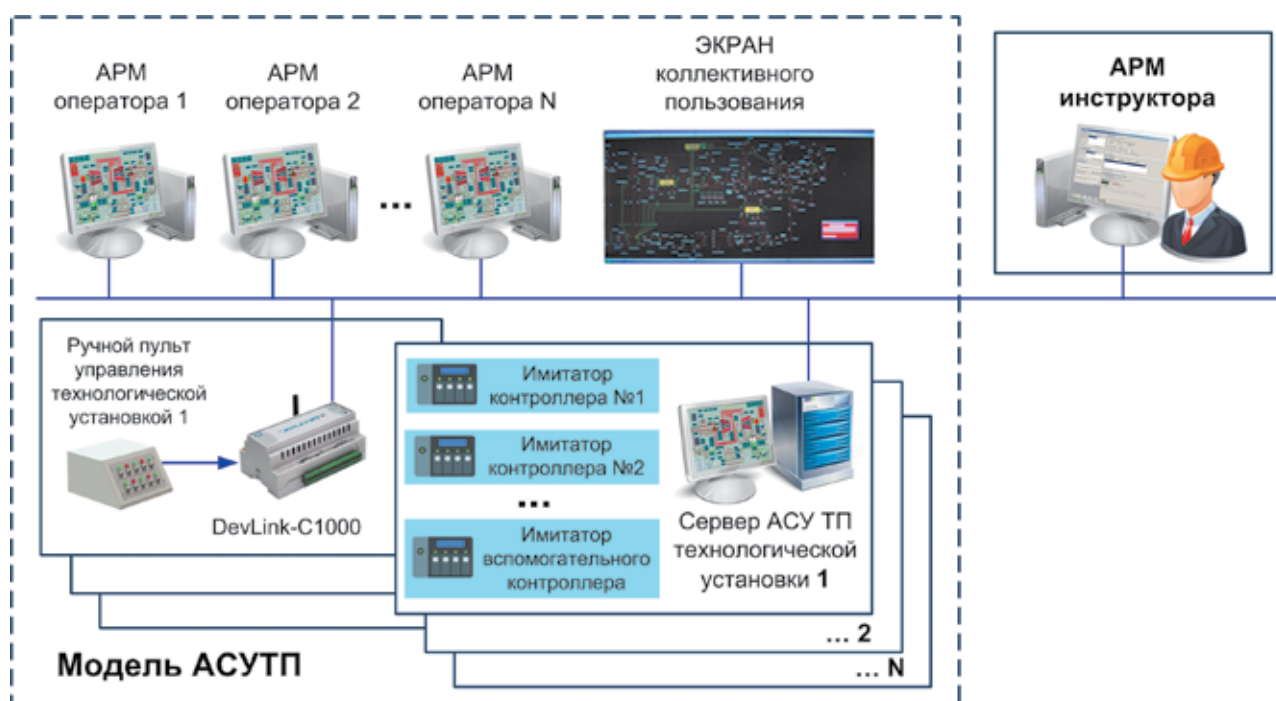 АРМ
оператора 1
АРМ
оператора 2
...
АРМ
оператора N
ЭКРАН
коллективного
пользования
АРМ
инструктора
Ручной пульт
управления
технологической
установкой 1
DevLink-C1000
Имитатор
контроллера №1
Имитатор
контроллера №2
...
Имитатор
вспомогательного
контроллера
Сервер АСУ ТП
технологической
установки 1
... 2
... N
Модель АСУТП